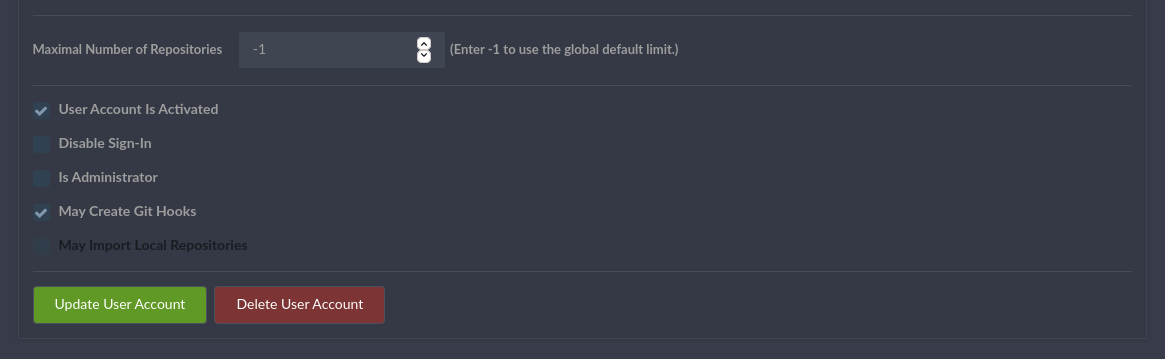 Maximal Number of Repositories -1 (Enter -1 to use the global default limit.)
User Account Is Activated
Disable Sign-In
Is Administrator
May Create Git Hooks
May Import Local Repositories
Update User Account Delete User Account